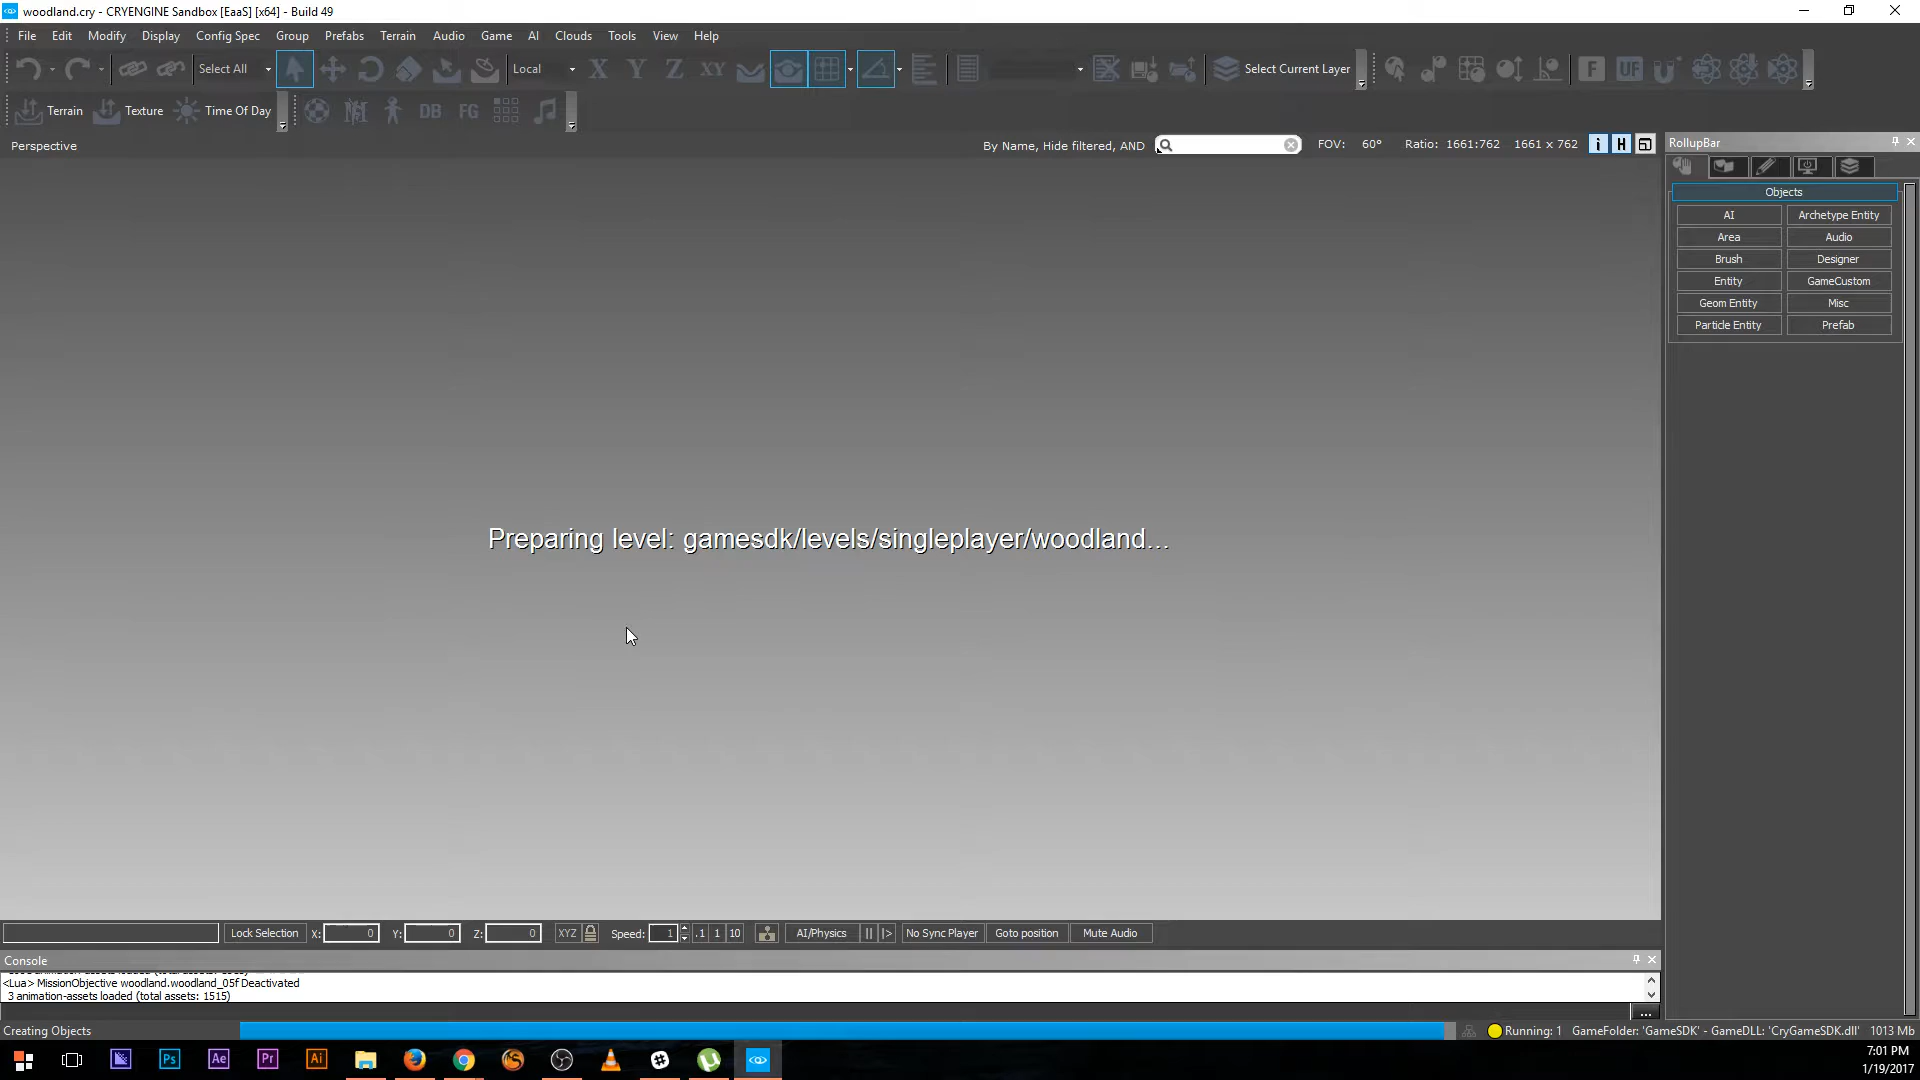 woodland.cry - CRYENGINE Sandbox [EaaS] [x64] - Build 49
File Edit Modify Display Config Spec Group Prefabs Terrain Audio Game AI Clouds Tools View Help
Select All Local X Y Z XY Select Current Layer F UF
Terrain Texture Time Of Day DB FG
Perspective By Name, Hide filtered, AND FOV: 60° Ratio: 1661:762 1661 x 762 i H
RollupBar
Objects
AI Archetype Entity
Area Audio
Brush Designer
Entity GameCustom
Geom Entity Misc
Particle Entity Prefab
Preparing level: gamesdk/levels/singleplayer/woodland...
Lock Selection X: 0 Y: 0 Z: 0 XYZ Speed: 1 .1 1 10 AI/Physics No Sync Player Goto position Mute Audio
Console
<Lua> MissionObjective woodland.woodland_05f Deactivated
3 animation-assets loaded (total assets: 1515)
...
Creating Objects Running: 1 GameFolder: 'GameSDK' - GameDLL: 'CryGameSDK.dll' 1013 Mb
Ps Ae Pr Ai
7:01 PM
1/19/2017